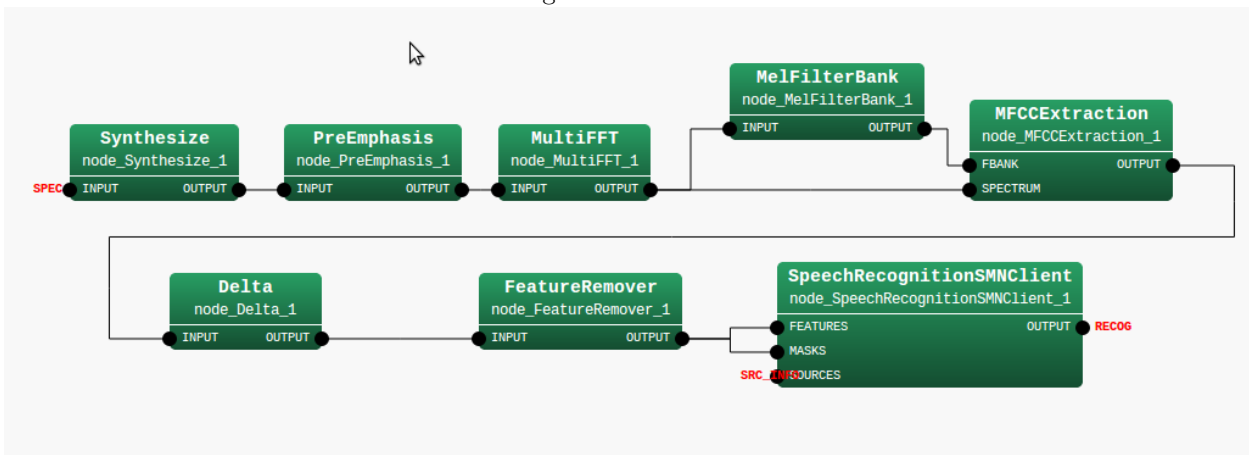 MelFilterBank
node_MelFilterBank_1
INPUT OUTPUT
Synthesize
node_Synthesize_1
SPEC INPUT OUTPUT
PreEmphasis
node_PreEmphasis_1
INPUT OUTPUT
MultiFFT
node_MultiFFT_1
INPUT OUTPUT
MFCCExtraction
node_MFCCExtraction_1
FBANK OUTPUT
SPECTRUM
Delta
node_Delta_1
INPUT OUTPUT
FeatureRemover
node_FeatureRemover_1
INPUT OUTPUT
SpeechRecognitionSMNClient
node_SpeechRecognitionSMNClient_1
FEATURES OUTPUT RECOG
MASKS
SRC_INFO SOURCES